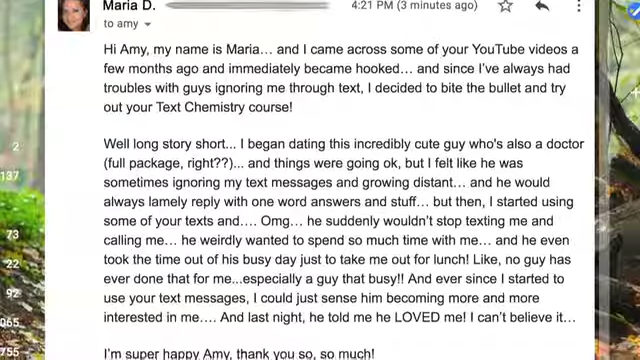 Maria D.
4:21 PM (3 minutes ago)
to amy
Hi Amy, my name is Maria… and I came across some of your YouTube videos a
few months ago and immediately became hooked… and since I've always had
troubles with guys ignoring me through text, I decided to bite the bullet and try
out your Text Chemistry course!
Well long story short... I began dating this incredibly cute guy who's also a doctor
(full package, right??)... and things were going ok, but I felt like he was
sometimes ignoring my text messages and growing distant… and he would
always lamely reply with one word answers and stuff… but then, I started using
some of your texts and…. Omg… he suddenly wouldn't stop texting me and
calling me… he weirdly wanted to spend so much time with me… and he even
took the time out of his busy day just to take me out for lunch! Like, no guy has
ever done that for me...especially a guy that busy!! And ever since I started to
use your text messages, I could just sense him becoming more and more
interested in me…. And last night, he told me he LOVED me! I can't believe it…
I'm super happy Amy, thank you so, so much!
2
137
73
22
92
065
755